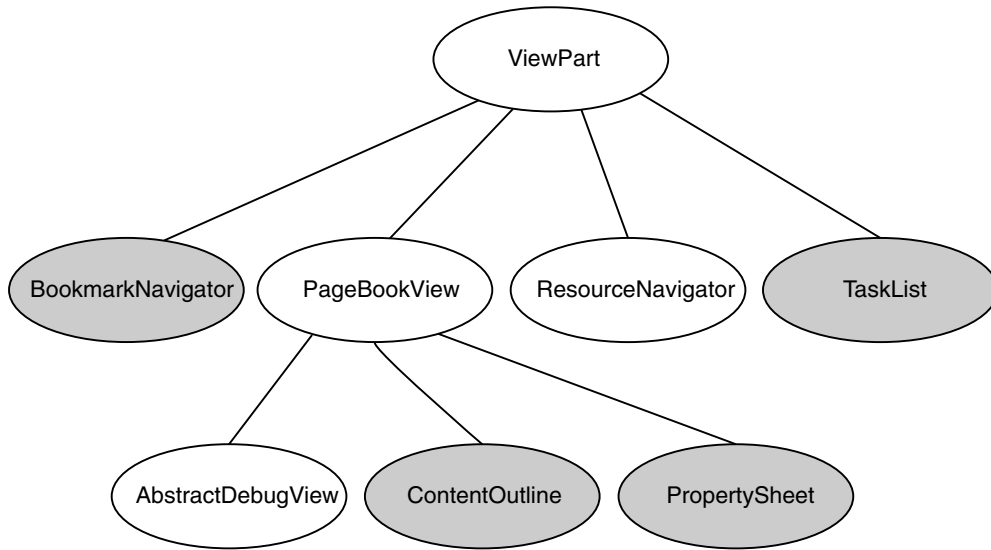 ViewPart
BookmarkNavigator
PageBookView
ResourceNavigator
TaskList
AbstractDebugView
ContentOutline
PropertySheet